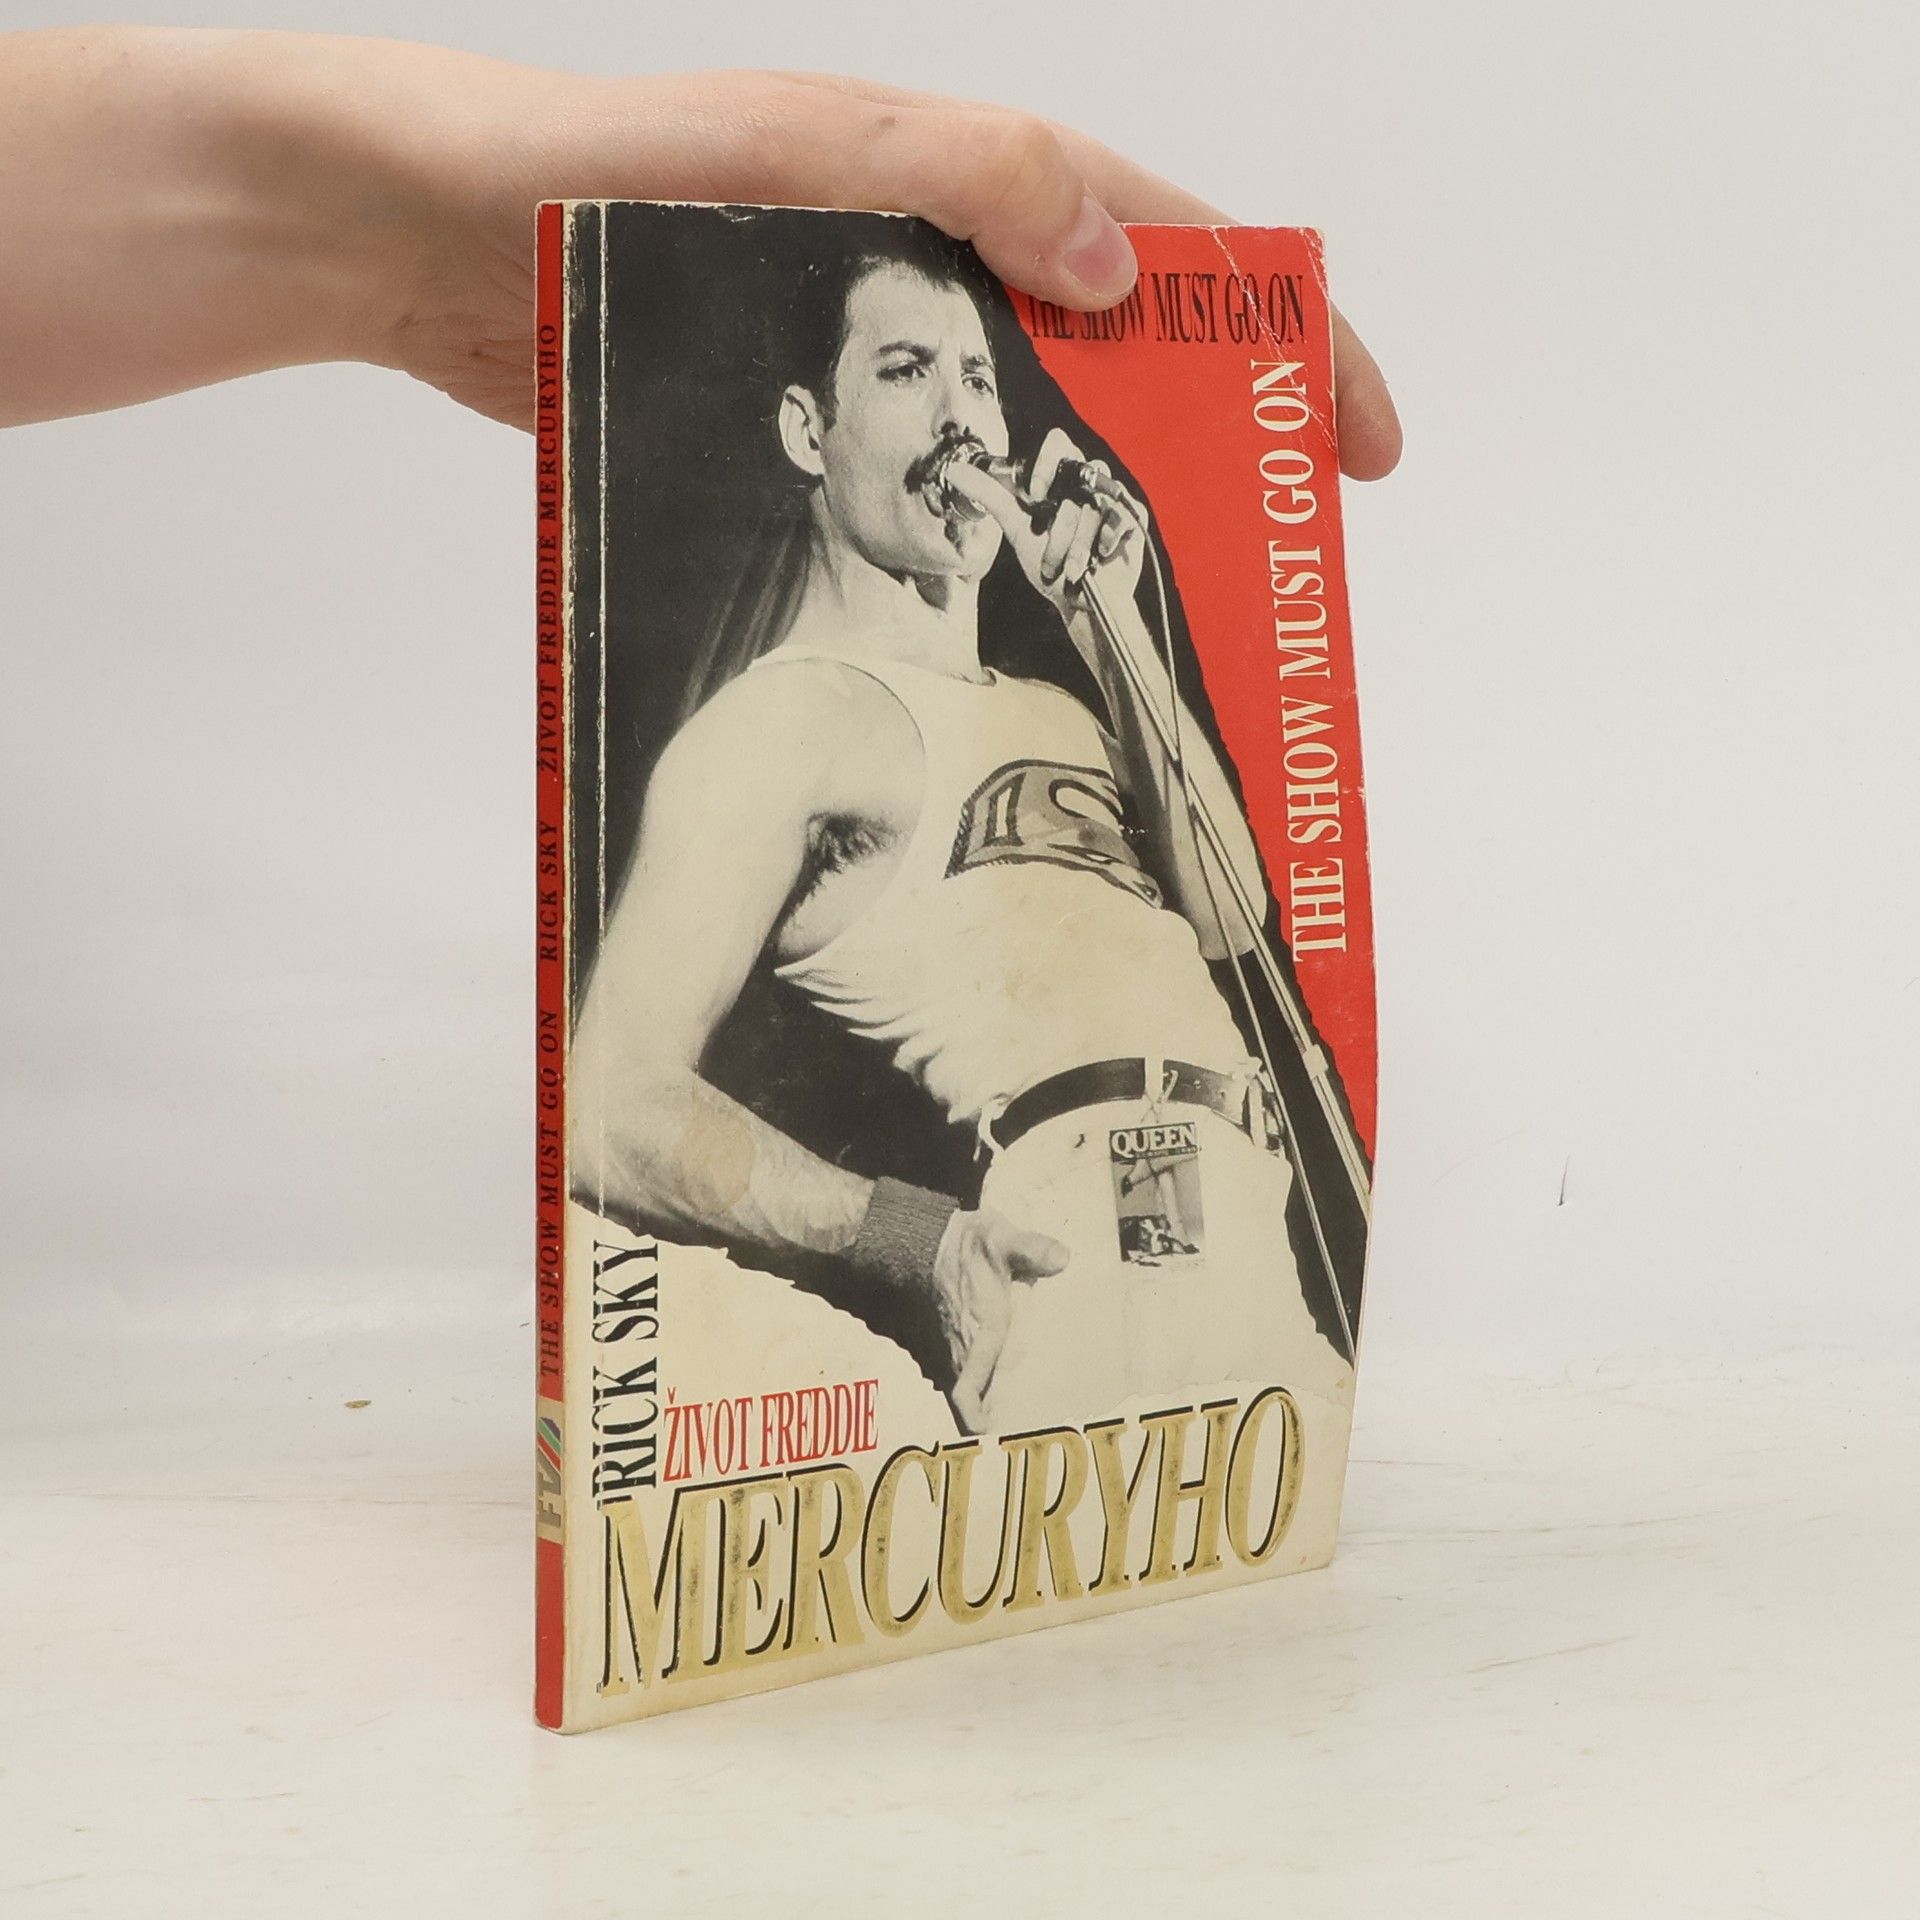 THE SHOW MUST GO ON
THE SHOW MUST GO ON
QUEEN
RICK SKY
ŽIVOT FREDDIE
MERCURYHO
THE SHOW MUST GO ON RICK SKY ŽIVOT FREDDIE MERCURYHO